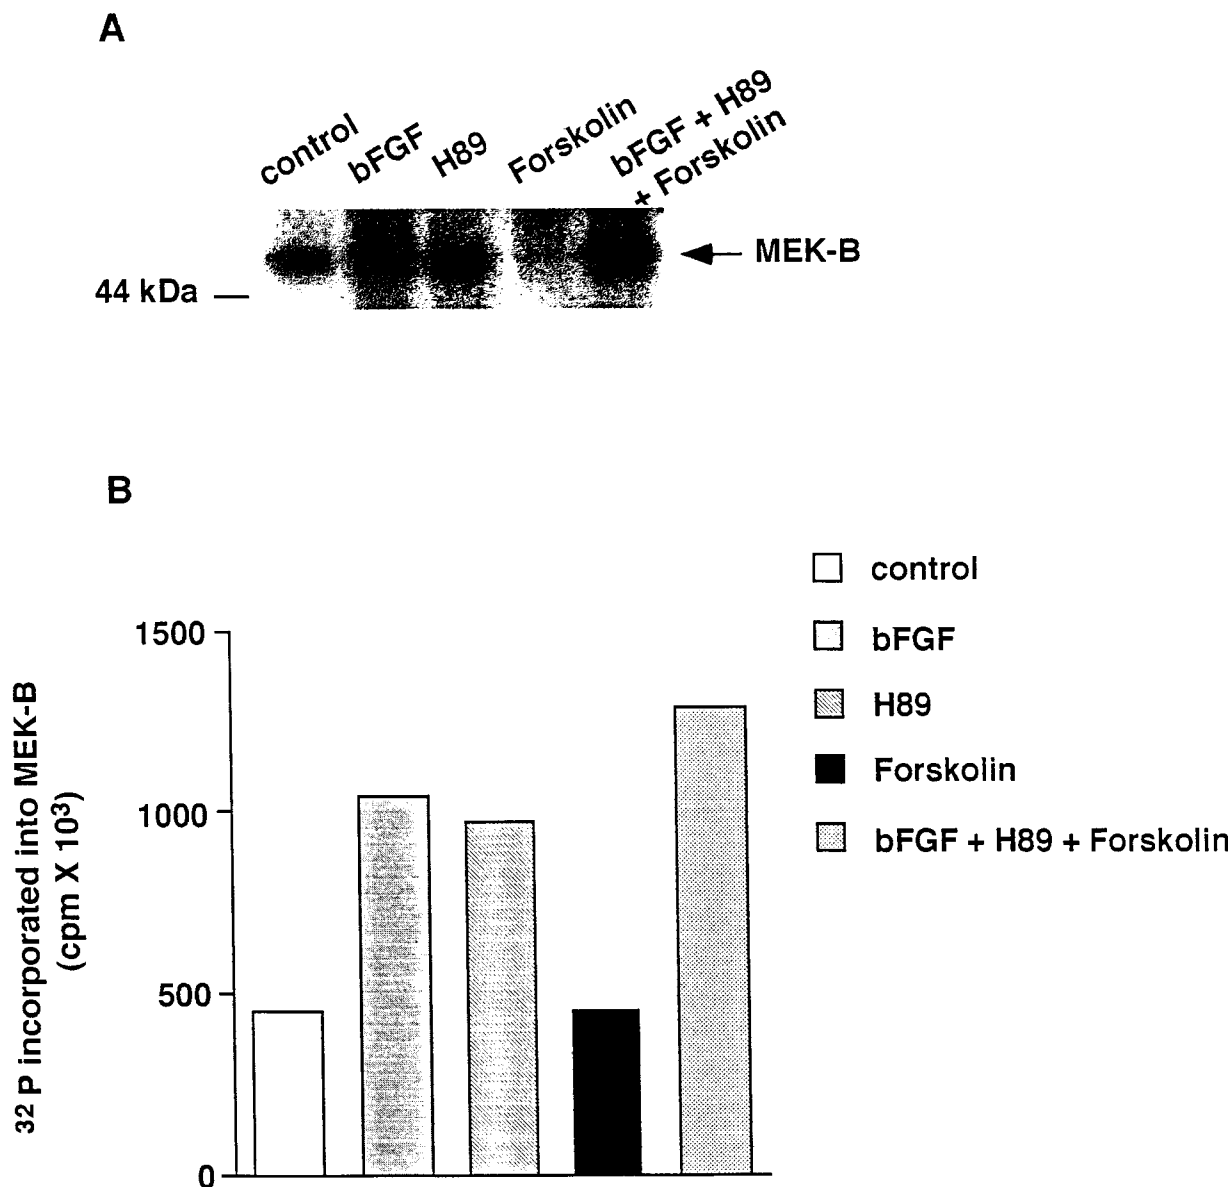 A
control
bFGF
H89
Forskolin
bFGF + H89
+ Forskolin
MEK-B
44 kDa
B
control
bFGF
H89
Forskolin
bFGF + H89 + Forskolin
1500
1000
500
0
32 P incorporated into MEK-B
(cpm X 10³)